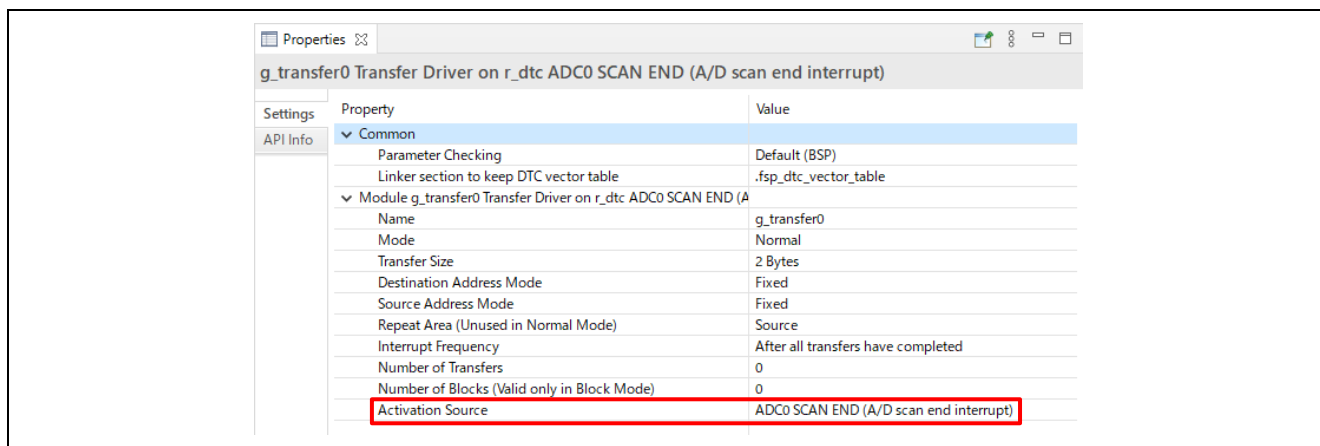 Properties
g_transfer0 Transfer Driver on r_dtc ADC0 SCAN END (A/D scan end interrupt)
Settings
API Info
Property Value
Common
Parameter Checking Default (BSP)
Linker section to keep DTC vector table .fsp_dtc_vector_table
Module g_transfer0 Transfer Driver on r_dtc ADC0 SCAN END (A
Name g_transfer0
Mode Normal
Transfer Size 2 Bytes
Destination Address Mode Fixed
Source Address Mode Fixed
Repeat Area (Unused in Normal Mode) Source
Interrupt Frequency After all transfers have completed
Number of Transfers 0
Number of Blocks (Valid only in Block Mode) 0
Activation Source ADC0 SCAN END (A/D scan end interrupt)